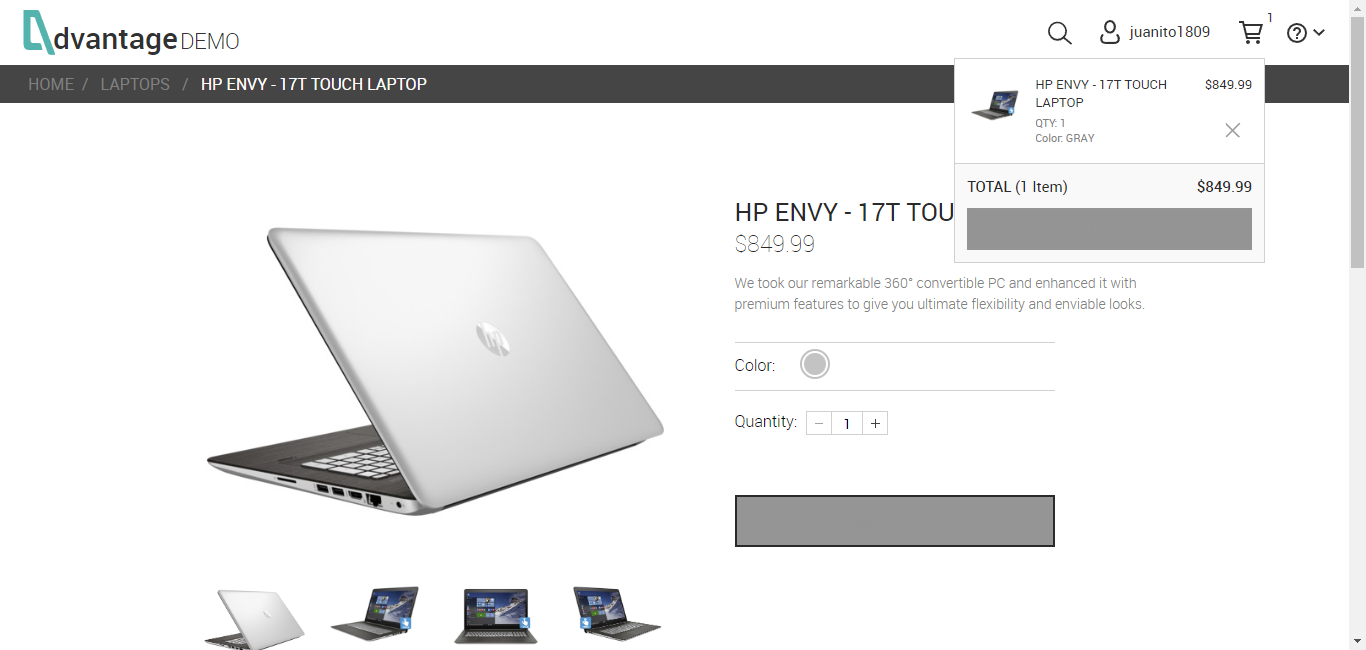 AdvantageDEMO
juanito1809
1
HOME / LAPTOPS / HP ENVY - 17T TOUCH LAPTOP
HP ENVY - 17T TOUCH
LAPTOP
$849.99
QTY: 1
Color: GRAY
TOTAL (1 Item) $849.99
HP ENVY - 17T TOU
$849.99
We took our remarkable 360° convertible PC and enhanced it with
premium features to give you ultimate flexibility and enviable looks.
Color:
Quantity: − 1 +
hp